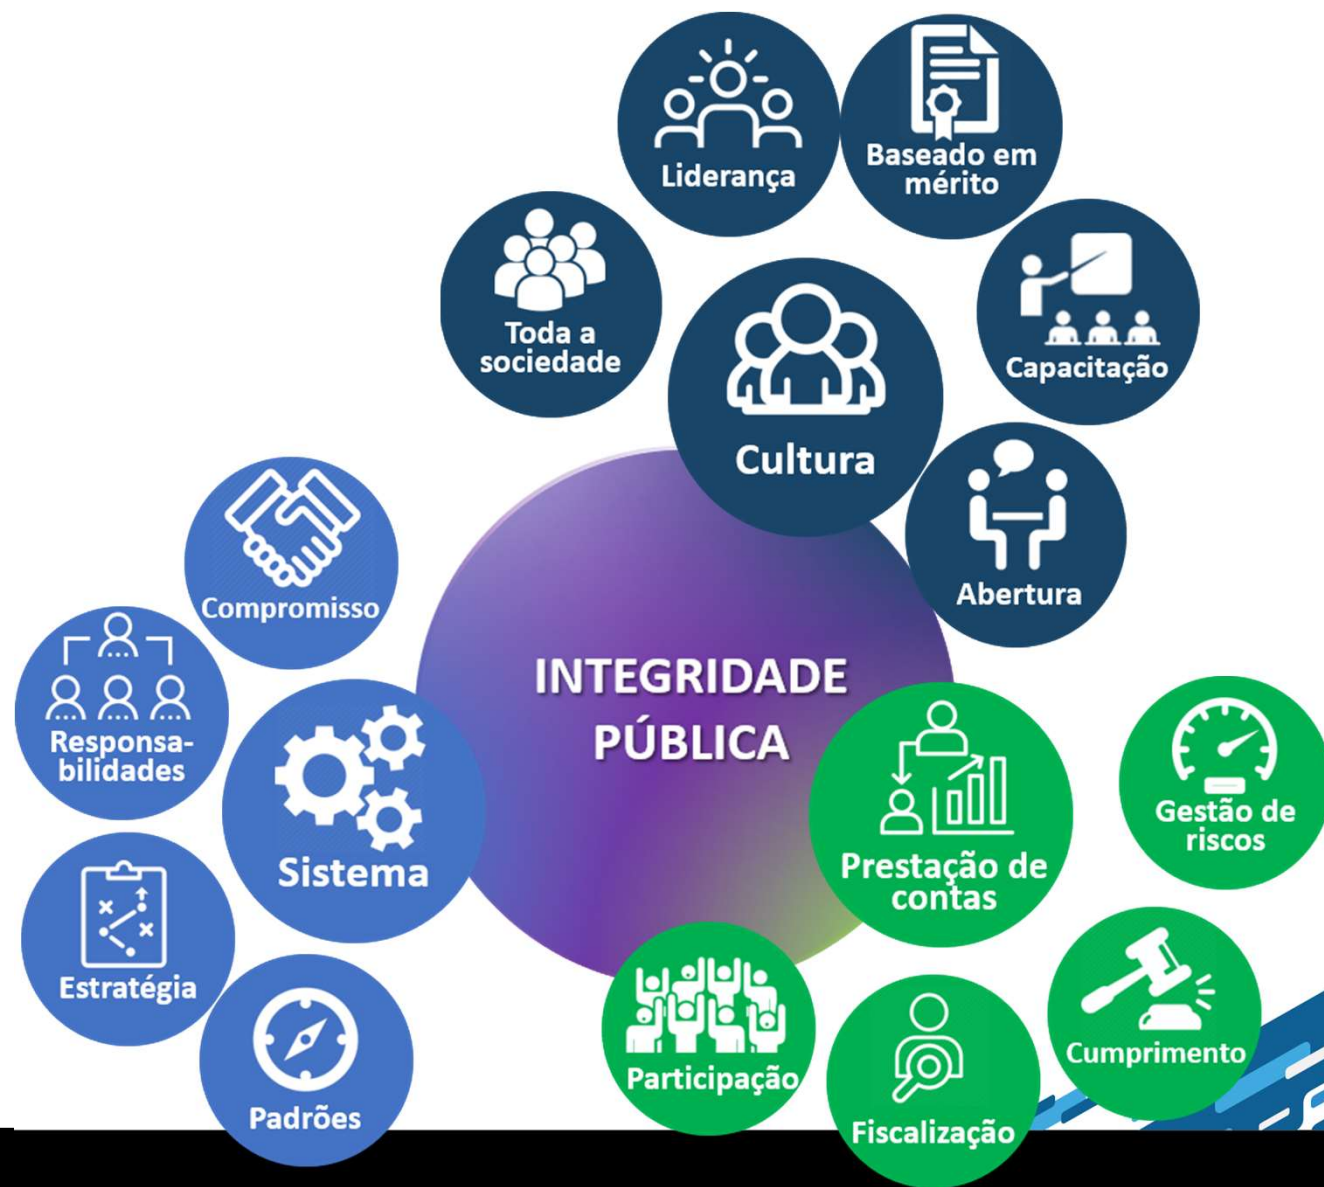 Liderança
Baseado em
mérito
Toda a
sociedade
Capacitação
Cultura
Abertura
Compromisso
Responsa-
bilidades
Sistema
Estratégia
Padrões
INTEGRIDADE
PÚBLICA
Prestação de
contas
Gestão de
riscos
Cumprimento
Fiscalização
Participação